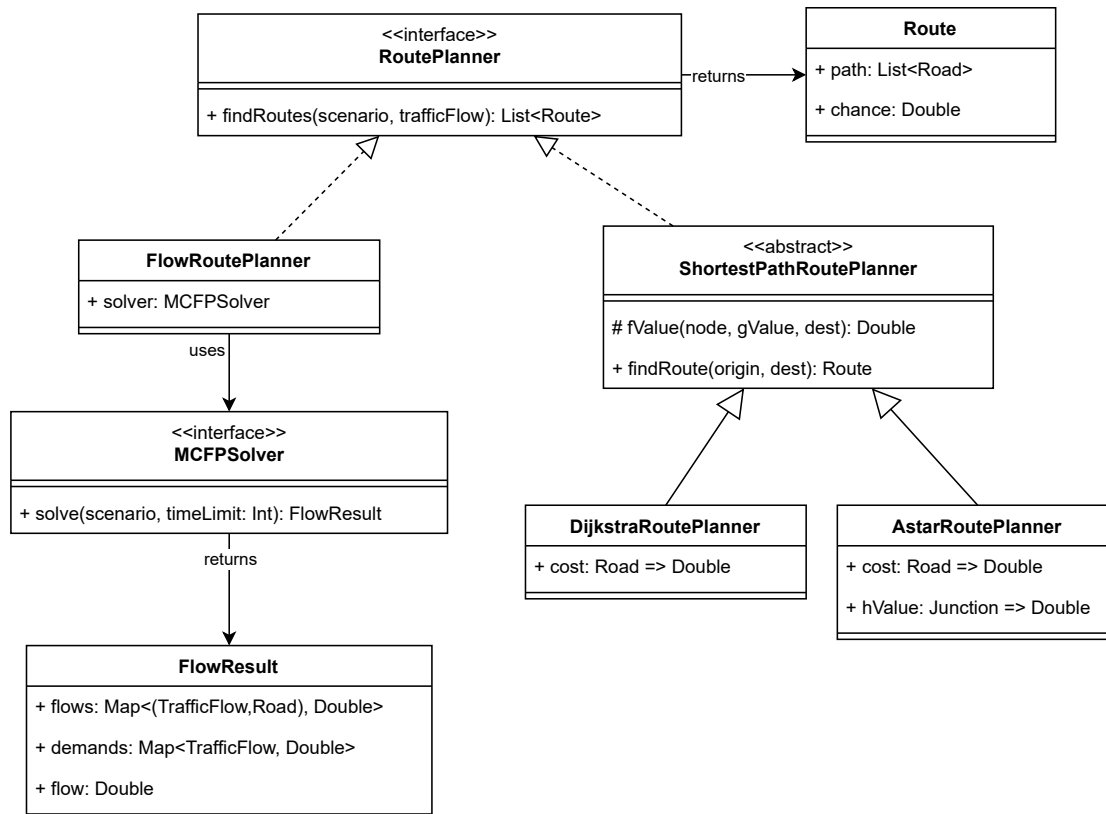 <<interface>>
RoutePlanner
+ findRoutes(scenario, trafficFlow): List<Route>
returns
Route
+ path: List<Road>
+ chance: Double
FlowRoutePlanner
+ solver: MCFPSolver
uses
<<abstract>>
ShortestPathRoutePlanner
# fValue(node, gValue, dest): Double
+ findRoute(origin, dest): Route
<<interface>>
MCFPSolver
+ solve(scenario, timeLimit: Int): FlowResult
returns
DijkstraRoutePlanner
+ cost: Road => Double
AstarRoutePlanner
+ cost: Road => Double
+ hValue: Junction => Double
FlowResult
+ flows: Map<(TrafficFlow,Road), Double>
+ demands: Map<TrafficFlow, Double>
+ flow: Double